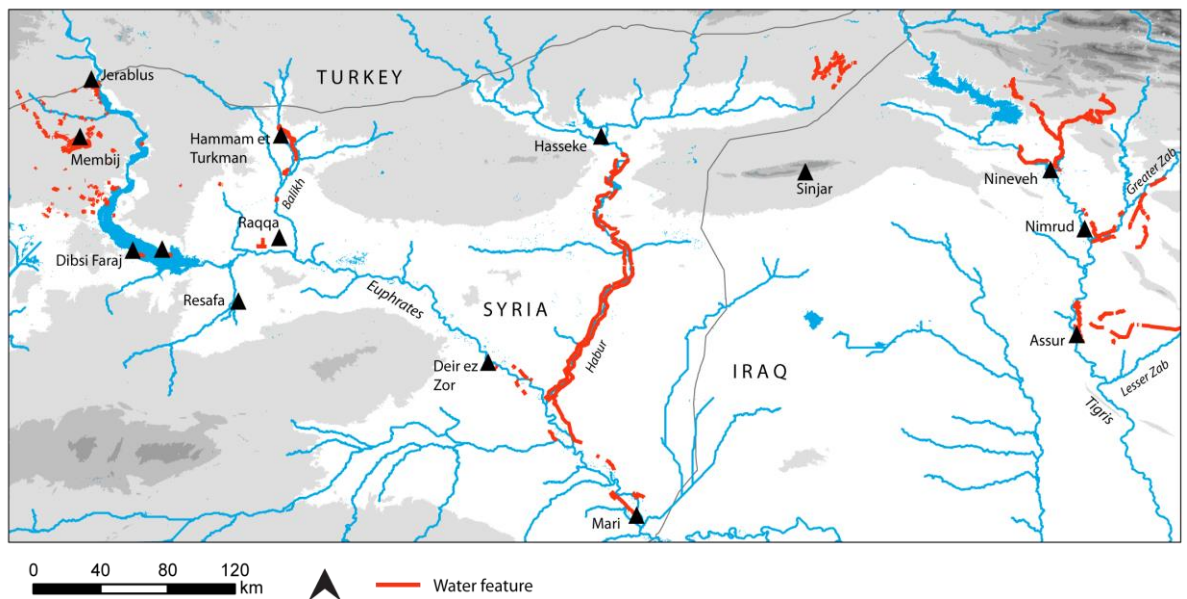 Jerablus
TURKEY
Membij
Hammam et
Turkman
Hasseke
Sinjar
Nineveh
Greater Zab
Balikh
Raqqa
Nimrud
Dibsi Faraj
Resafa
Euphrates
SYRIA
Habur
Assur
Deir ez
Zor
IRAQ
Lesser Zab
Tigris
Mari
0 40 80 120
km
Water feature